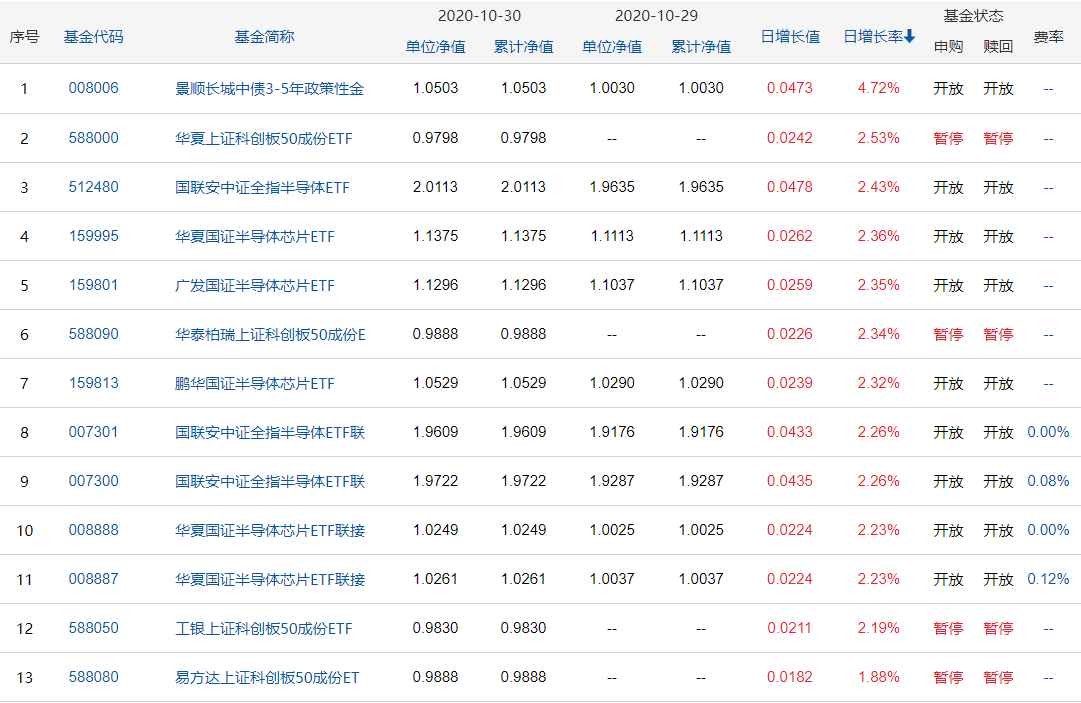 2020-10-30 2020-10-29 基金状态
序号 基金代码 基金简称 日增长值 日增长率 费率
单位净值 累计净值 单位净值 累计净值 申购 赎回
1 008006 景顺长城中债3-5年政策性金 1.0503 1.0503 1.0030 1.0030 0.0473 4.72% 开放 开放 --
2 588000 华夏上证科创板50成份ETF 0.9798 0.9798 -- -- 0.0242 2.53% 暂停 暂停 --
3 512480 国联安中证全指半导体ETF 2.0113 2.0113 1.9635 1.9635 0.0478 2.43% 开放 开放 --
4 159995 华夏国证半导体芯片ETF 1.1375 1.1375 1.1113 1.1113 0.0262 2.36% 开放 开放 --
5 159801 广发国证半导体芯片ETF 1.1296 1.1296 1.1037 1.1037 0.0259 2.35% 开放 开放 --
6 588090 华泰柏瑞上证科创板50成份E 0.9888 0.9888 -- -- 0.0226 2.34% 暂停 暂停 --
7 159813 鹏华国证半导体芯片ETF 1.0529 1.0529 1.0290 1.0290 0.0239 2.32% 开放 开放 --
8 007301 国联安中证全指半导体ETF联 1.9609 1.9609 1.9176 1.9176 0.0433 2.26% 开放 开放 0.00%
9 007300 国联安中证全指半导体ETF联 1.9722 1.9722 1.9287 1.9287 0.0435 2.26% 开放 开放 0.08%
10 008888 华夏国证半导体芯片ETF联接 1.0249 1.0249 1.0025 1.0025 0.0224 2.23% 开放 开放 0.00%
11 008887 华夏国证半导体芯片ETF联接 1.0261 1.0261 1.0037 1.0037 0.0224 2.23% 开放 开放 0.12%
12 588050 工银上证科创板50成份ETF 0.9830 0.9830 -- -- 0.0211 2.19% 暂停 暂停 --
13 588080 易方达上证科创板50成份ET 0.9888 0.9888 -- -- 0.0182 1.88% 暂停 暂停 --